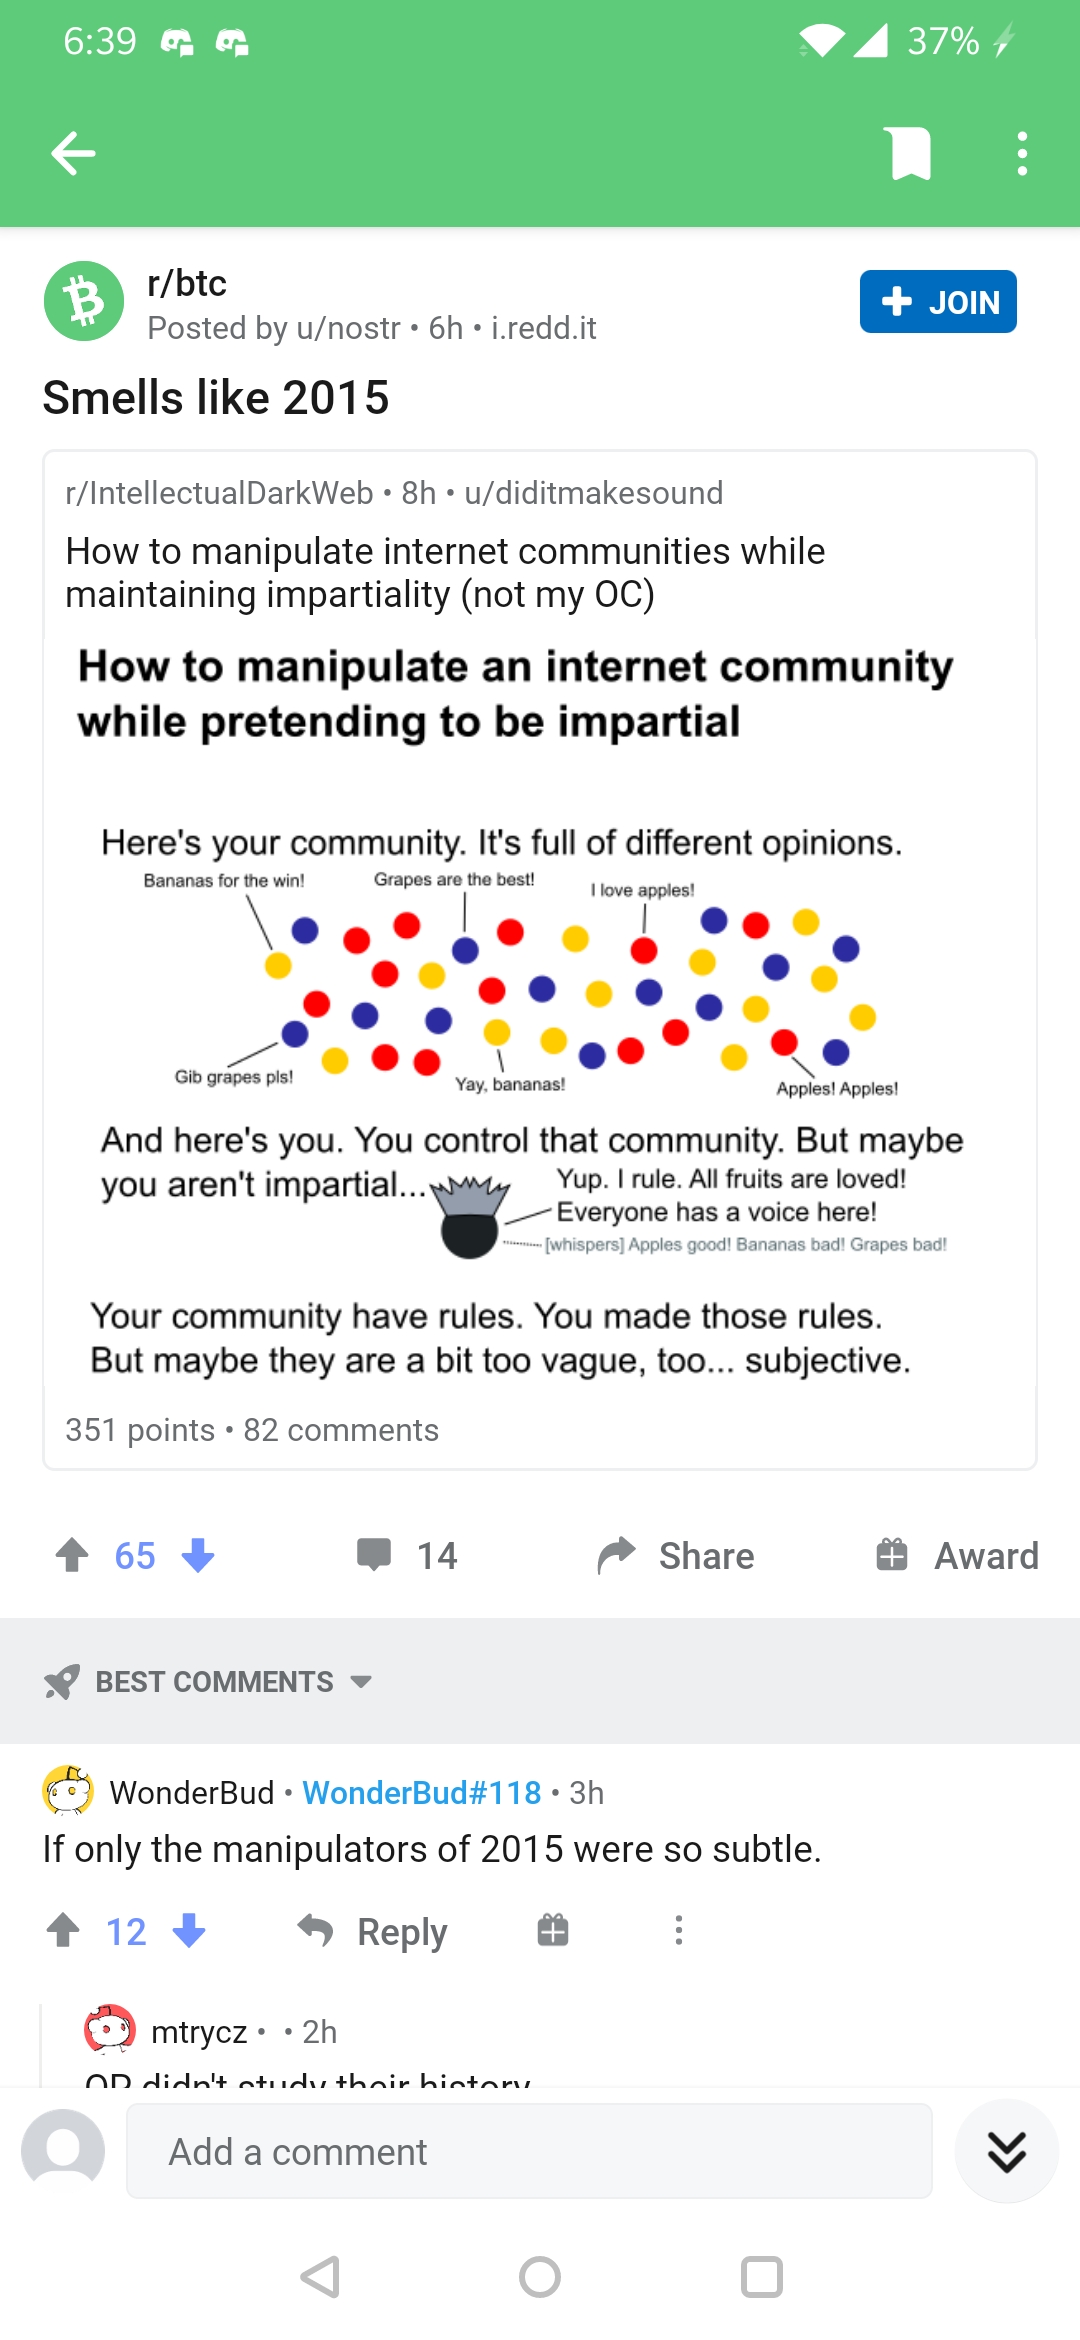 6:39
37%
r/btc
Posted by u/nostr • 6h • i.redd.it
JOIN
Smells like 2015
r/IntellectualDarkWeb • 8h • u/diditmakesound
How to manipulate internet communities while
maintaining impartiality (not my OC)
How to manipulate an internet community
while pretending to be impartial
Here's your community. It's full of different opinions.
Bananas for the win!
Grapes are the best!
I love apples!
Gib grapes pls!
Yay, bananas!
Apples! Apples!
And here's you. You control that community. But maybe
you aren't impartial...
Yup. I rule. All fruits are loved!
Everyone has a voice here!
[whispers] Apples good! Bananas bad! Grapes bad!
Your community have rules. You made those rules.
But maybe they are a bit too vague, too... subjective.
351 points • 82 comments
65
14
Share
Award
BEST COMMENTS
WonderBud • WonderBud#118 • 3h
If only the manipulators of 2015 were so subtle.
12
Reply
mtrycz • • 2h
OP didn't study their history
Add a comment